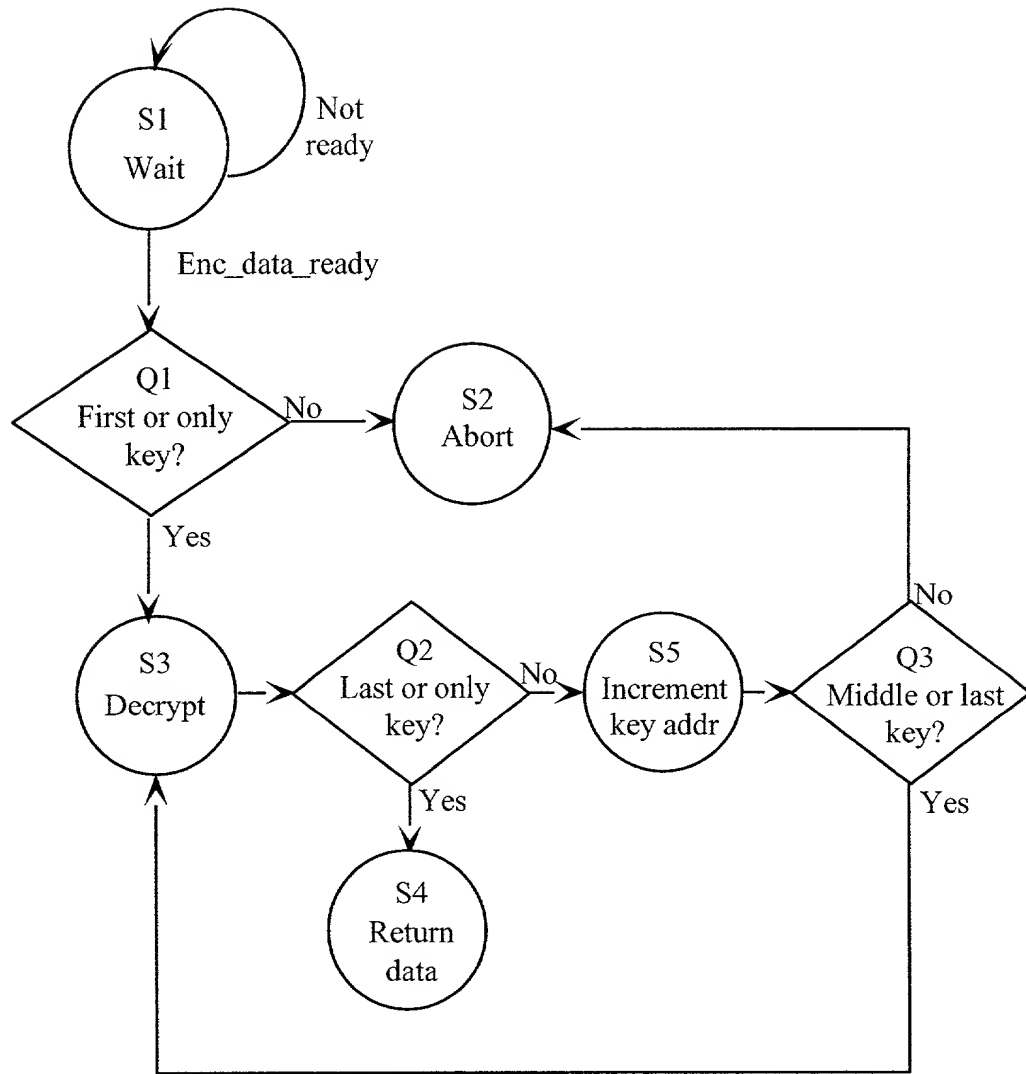 S1
Wait
Not
ready
Enc_data_ready
Q1
First or only
key?
No
S2
Abort
Yes
S3
Decrypt
Q2
Last or only
key?
No
S5
Increment
key addr
No
Q3
Middle or last
key?
Yes
Yes
S4
Return
data